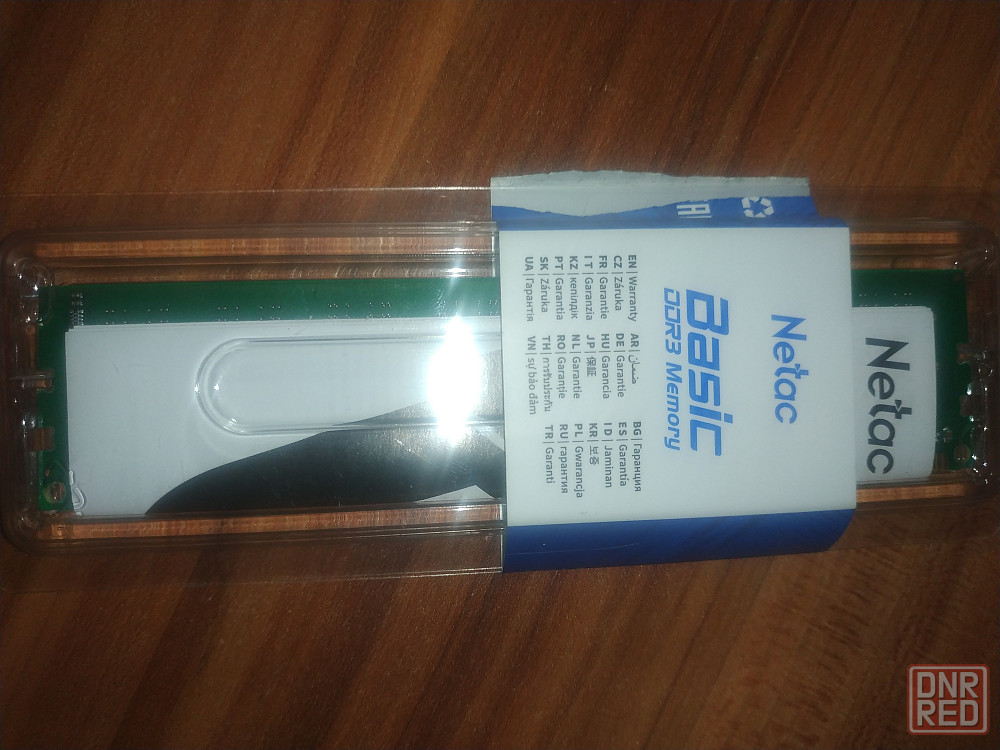 Netac
Basic
DDR3 Memory
EN | Warranty
CZ | Záruka
FR | Garantie
IT | Garanzia
KZ | кепілдік
PT | Garantia
SK | Záruka
UA | Гарантія
AR | ضمان
DE | Garantie
HU | Garancia
JP | 保証
NL | Garantie
RO | Garanție
TH | การรับประกัน
VN | sự bảo đảm
BG | Гаранция
ES | Garantía
ID | Jaminan
KR | 보증
PL | Gwarancja
RU | гарантия
TR | Garanti
Netac
DNR
RED